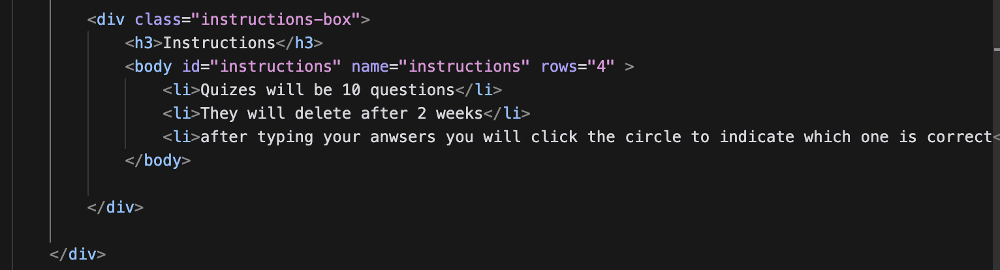 <div class="instructions-box">
<h3>Instructions</h3>
<body id="instructions" name="instructions" rows="4" >
<li>Quizes will be 10 questions</li>
<li>They will delete after 2 weeks</li>
<li>after typing your anwsers you will click the circle to indicate which one is correct<
</body>
</div>
</div>